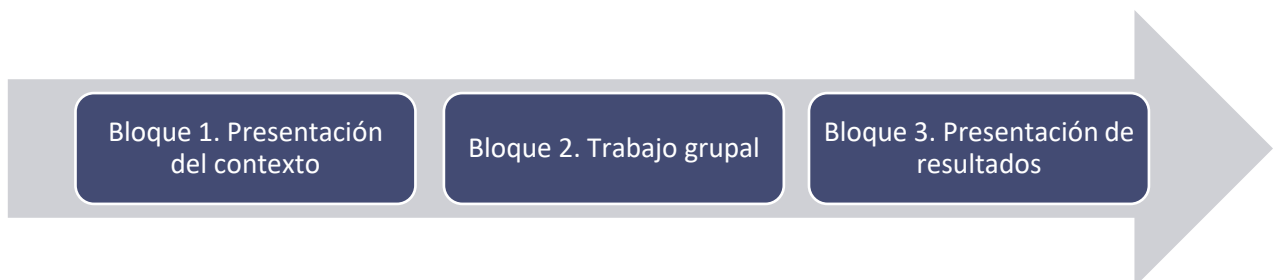 Bloque 1. Presentación
del contexto
Bloque 2. Trabajo grupal
Bloque 3. Presentación de
resultados